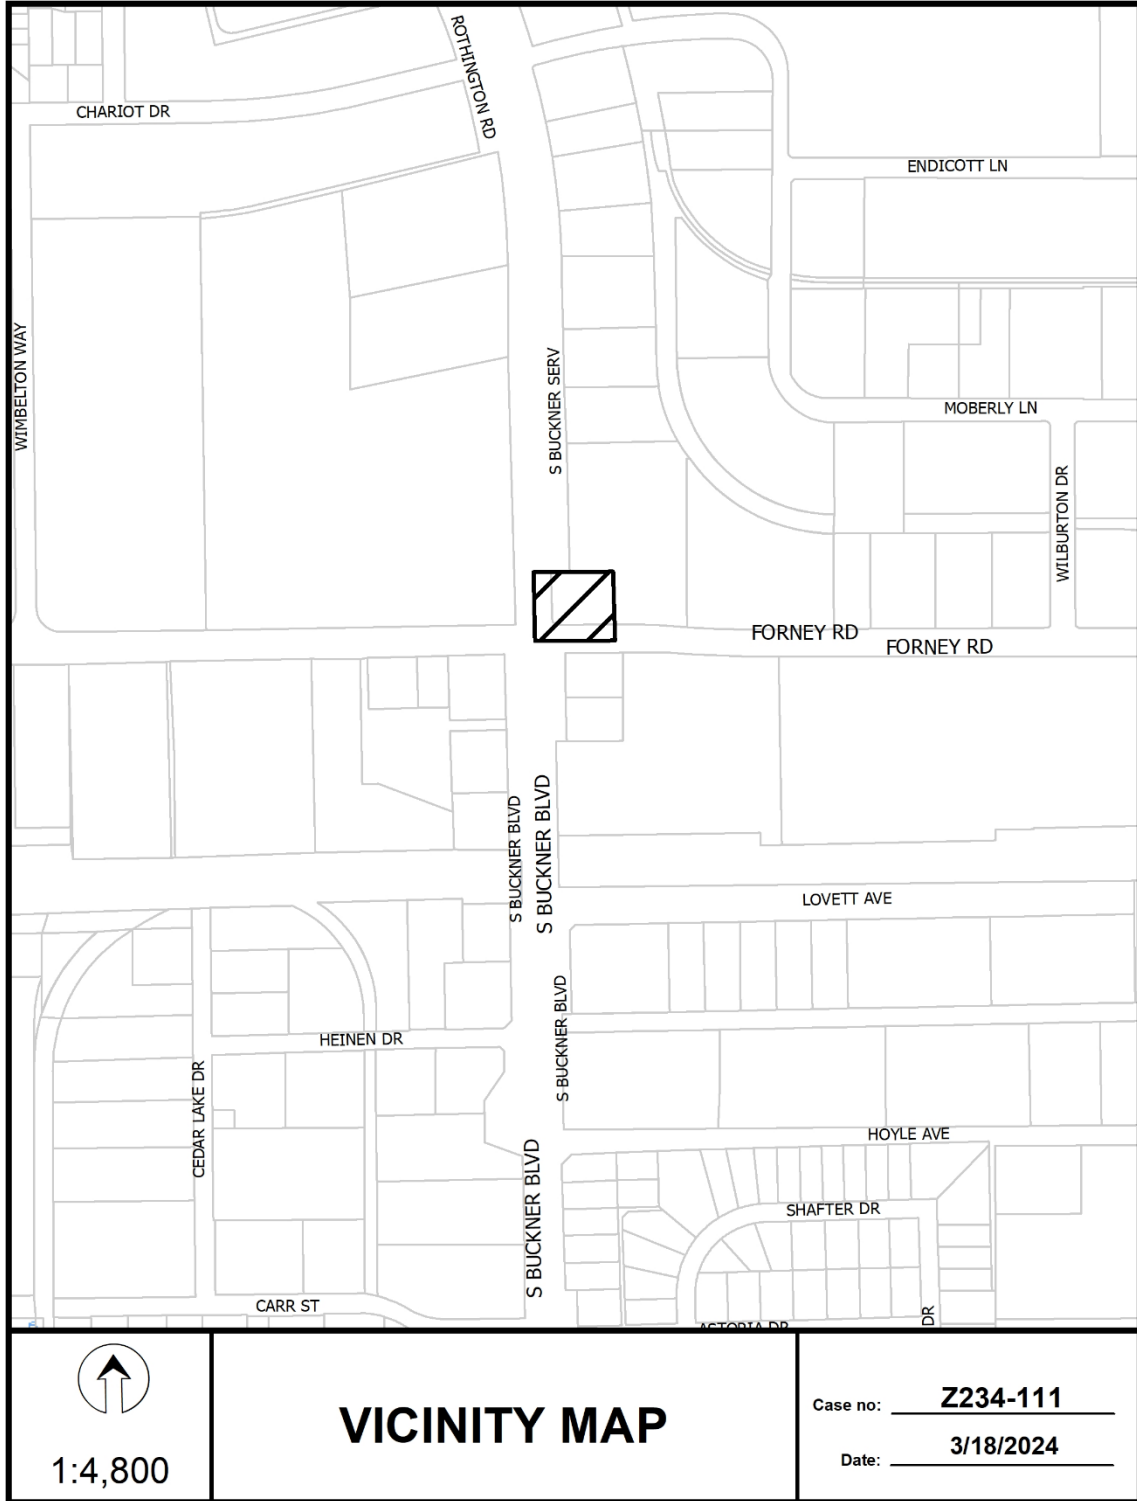 ROTHINGTON RD
CHARIOT DR
ENDICOTT LN
WIMBELTON WAY
S BUCKNER SERV
MOBERLY LN
WILBURTON DR
FORNEY RD
FORNEY RD
S BUCKNER BLVD
S BUCKNER BLVD
LOVETT AVE
S BUCKNER BLVD
HEINEN DR
CEDAR LAKE DR
HOYLE AVE
S BUCKNER BLVD
SHAFTER DR
CARR ST
ASTORIA DR
DR
1:4,800
VICINITY MAP
Case no: Z234-111
Date: 3/18/2024